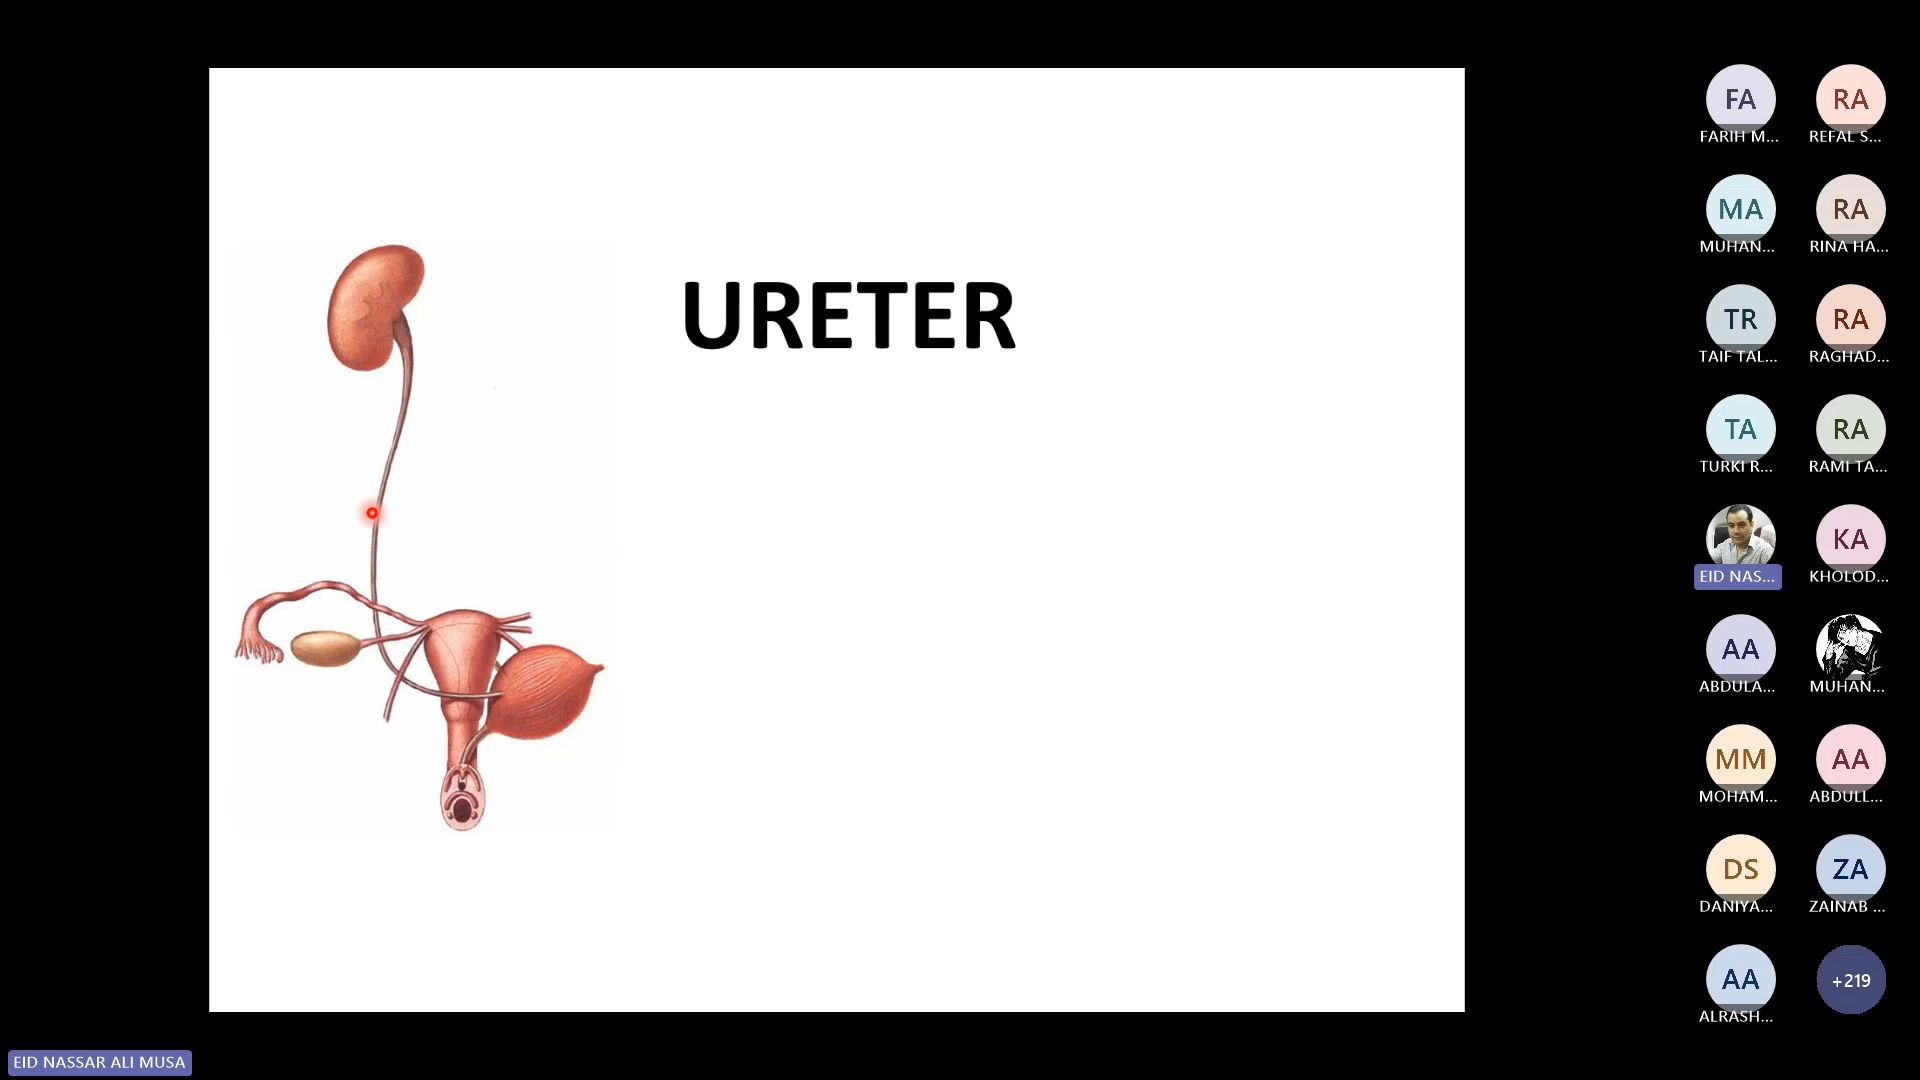 URETER
FA
RA
FARIH M...
REFAL S...
MA
RA
MUHAN...
RINA HA...
TR
RA
TAIF TAL...
RAGHAD...
TA
RA
TURKI R...
RAMI TA...
KA
EID NAS...
KHOLOD...
AA
ABDULA...
MUHAN...
MM
AA
MOHAM...
ABDULL...
DS
ZA
DANIYA...
ZAINAB ...
AA
+219
ALRASH...
EID NASSAR ALI MUSA